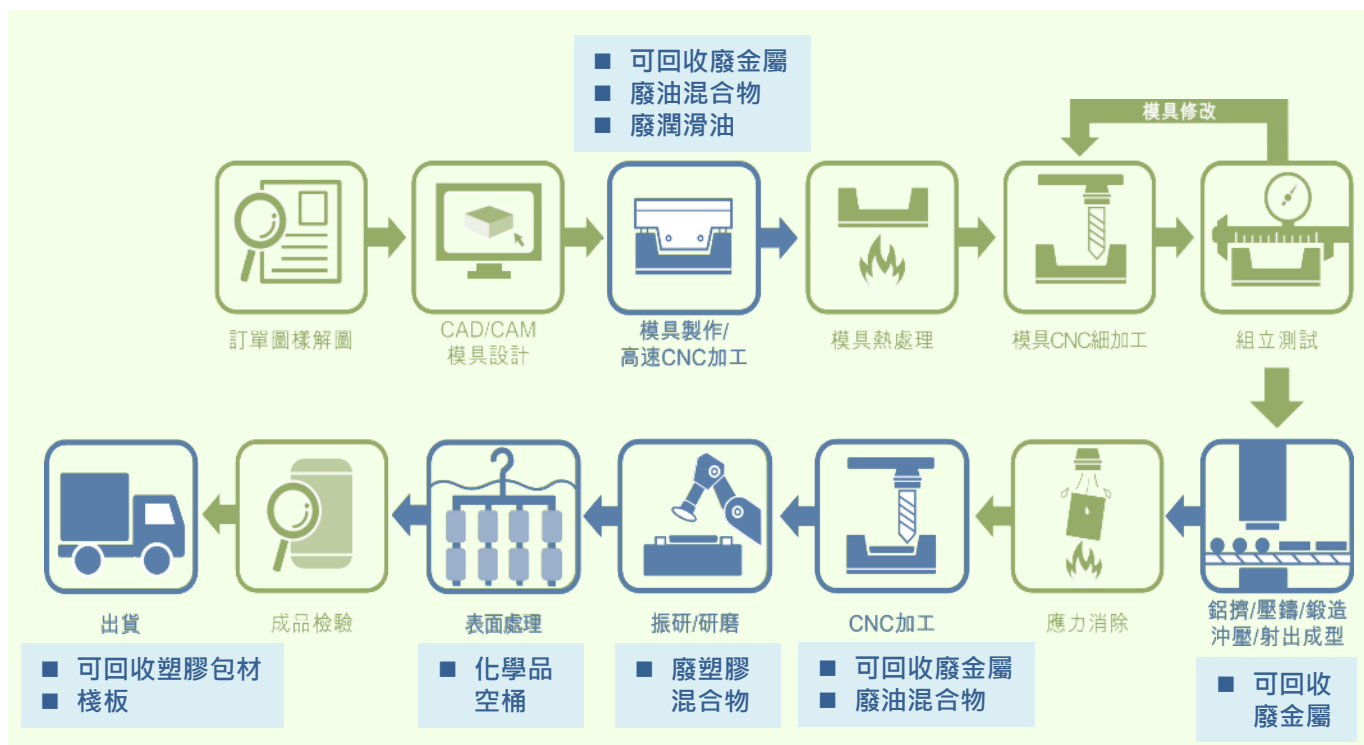 ■ 可回收廢金屬
■ 廢油混合物
■ 廢潤滑油
模具修改
訂單圖樣解圖
CAD/CAM
模具設計
模具製作/
高速CNC加工
模具熱處理
模具CNC細加工
組立測試
出貨
成品檢驗
表面處理
振研/研磨
CNC加工
應力消除
鋁擠/壓鑄/鍛造
沖壓/射出成型
■ 可回收塑膠包材
■ 棧板
■ 化學品
空桶
■ 廢塑膠
混合物
■ 可回收廢金屬
■ 廢油混合物
■ 可回收
廢金屬